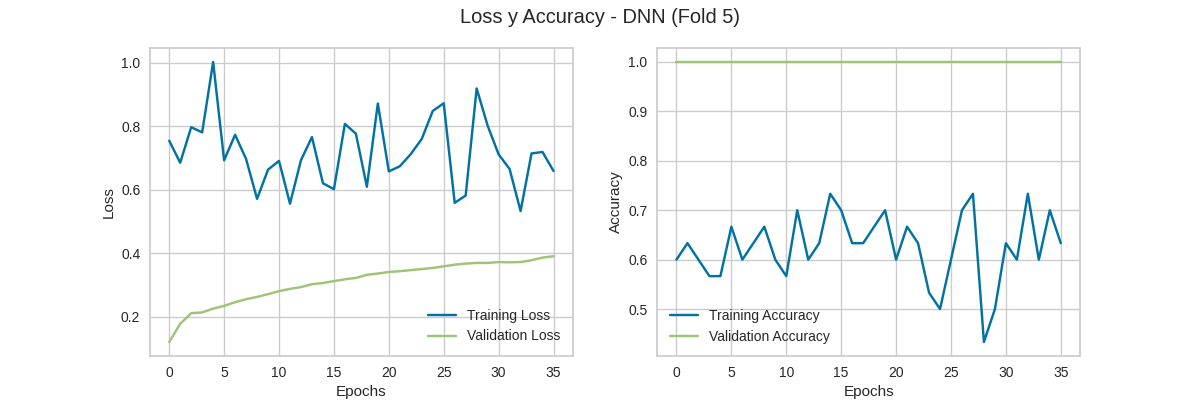 Loss y Accuracy - DNN (Fold 5)
Loss
1.0
0.8
0.6
0.4
0.2
0 5 10 15 20 25 30 35
Epochs
Training Loss
Validation Loss
Accuracy
1.0
0.9
0.8
0.7
0.6
0.5
0 5 10 15 20 25 30 35
Epochs
Training Accuracy
Validation Accuracy